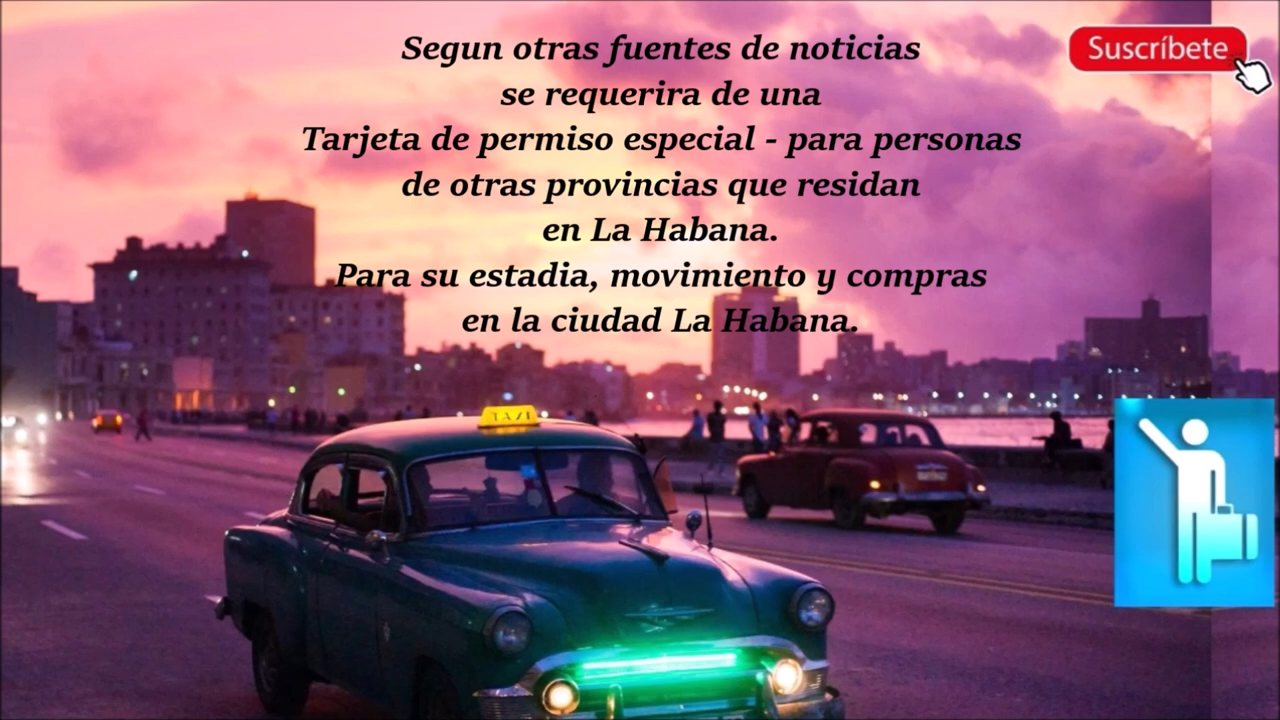 Segun otras fuentes de noticias
se requerira de una
Tarjeta de permiso especial - para personas
de otras provincias que residan
en La Habana.
Para su estadia, movimiento y compras
en la ciudad La Habana.
Suscríbete
TAXI